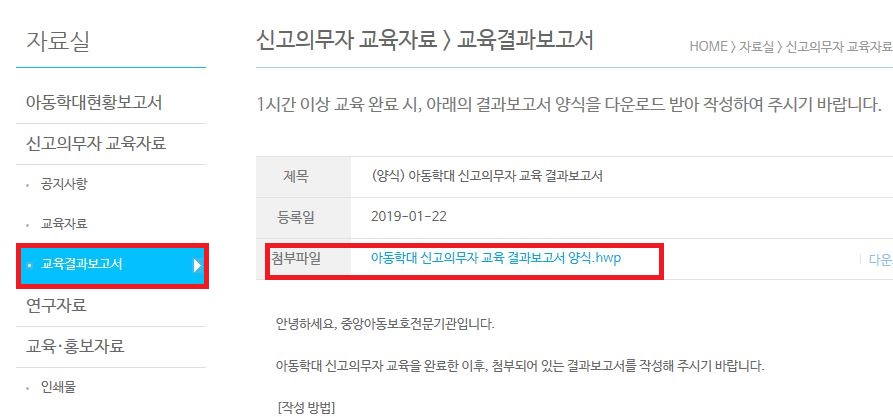 자료실
아동학대현황보고서
신고의무자 교육자료
공지사항
교육자료
교육결과보고서
연구자료
교육·홍보자료
인쇄물
신고의무자 교육자료 > 교육결과보고서
HOME > 자료실 > 신고의무자 교육자료
1시간 이상 교육 완료 시, 아래의 결과보고서 양식을 다운로드 받아 작성하여 주시기 바랍니다.
제목 (양식) 아동학대 신고의무자 교육 결과보고서
등록일 2019-01-22
첨부파일 아동학대 신고의무자 교육 결과보고서 양식.hwp 다운
안녕하세요, 중앙아동보호전문기관입니다.
아동학대 신고의무자 교육을 완료한 이후, 첨부되어 있는 결과보고서를 작성해 주시기 바랍니다.
[작성 방법]